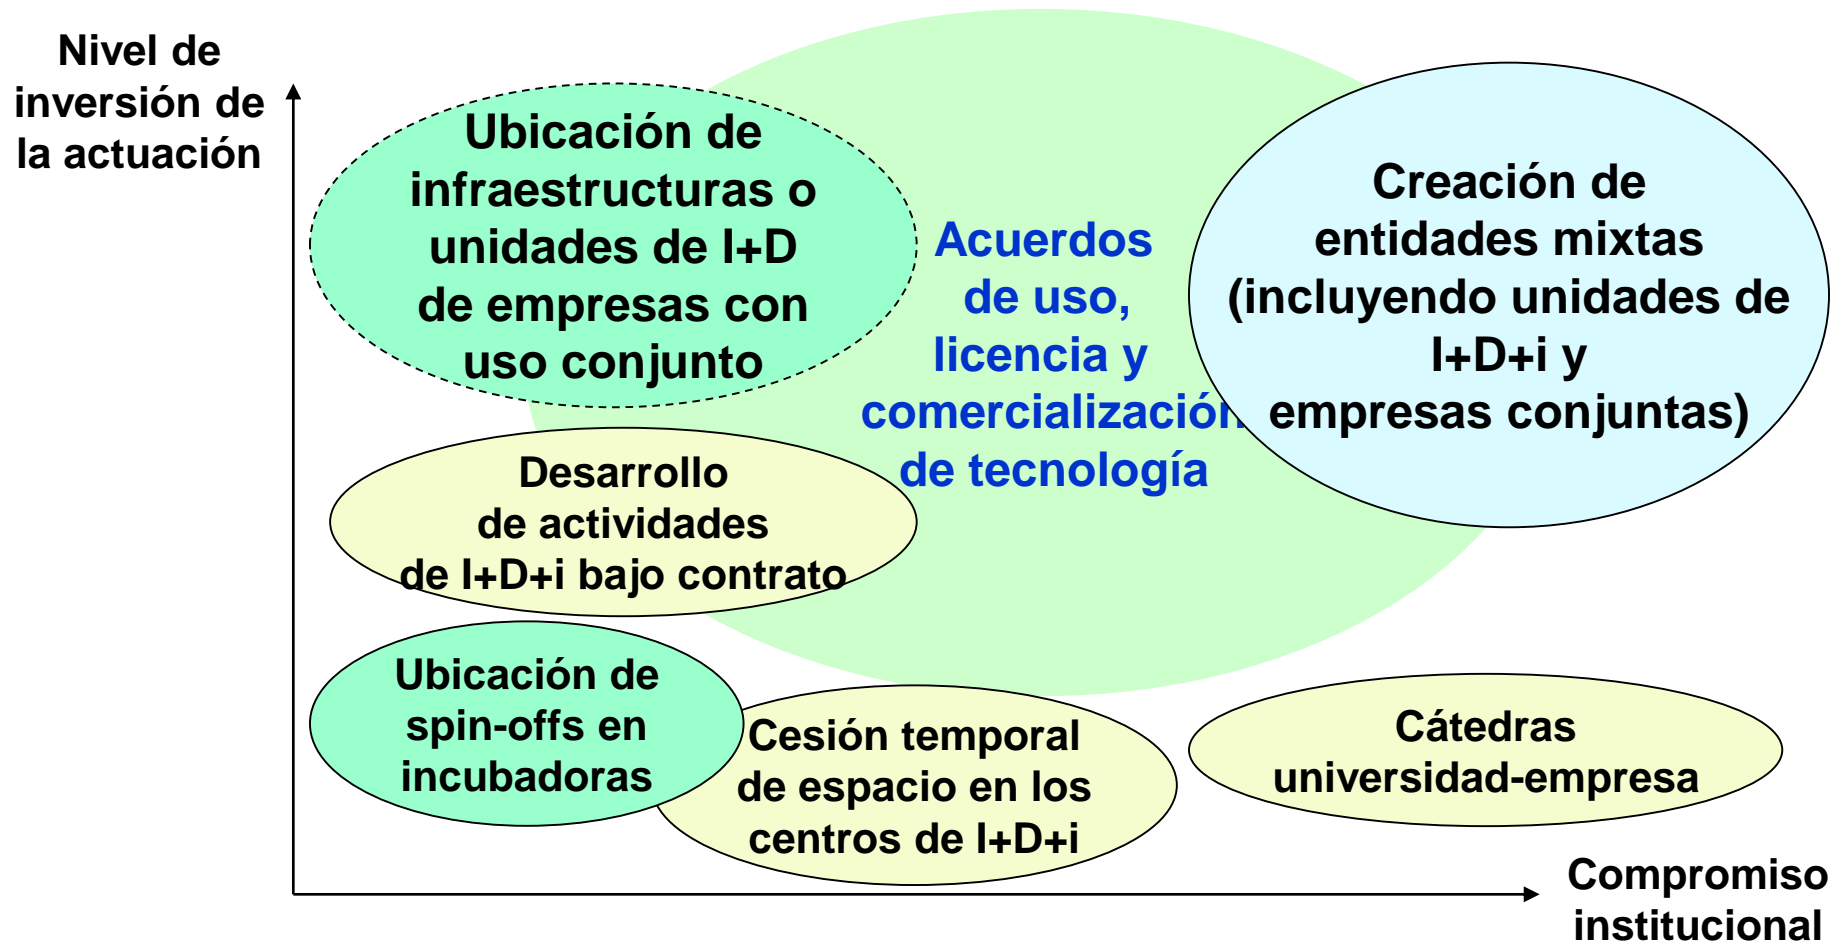 Nivel de
inversión de
la actuación
Ubicación de
infraestructuras o
unidades de I+D
de empresas con
uso conjunto
Acuerdos
de uso,
licencia y
comercialización
de tecnología
Creación de
entidades mixtas
(incluyendo unidades de
I+D+i y
empresas conjuntas)
Desarrollo
de actividades
de I+D+i bajo contrato
Ubicación de
spin-offs en
incubadoras
Cesión temporal
de espacio en los
centros de I+D+i
Cátedras
universidad-empresa
Compromiso
institucional